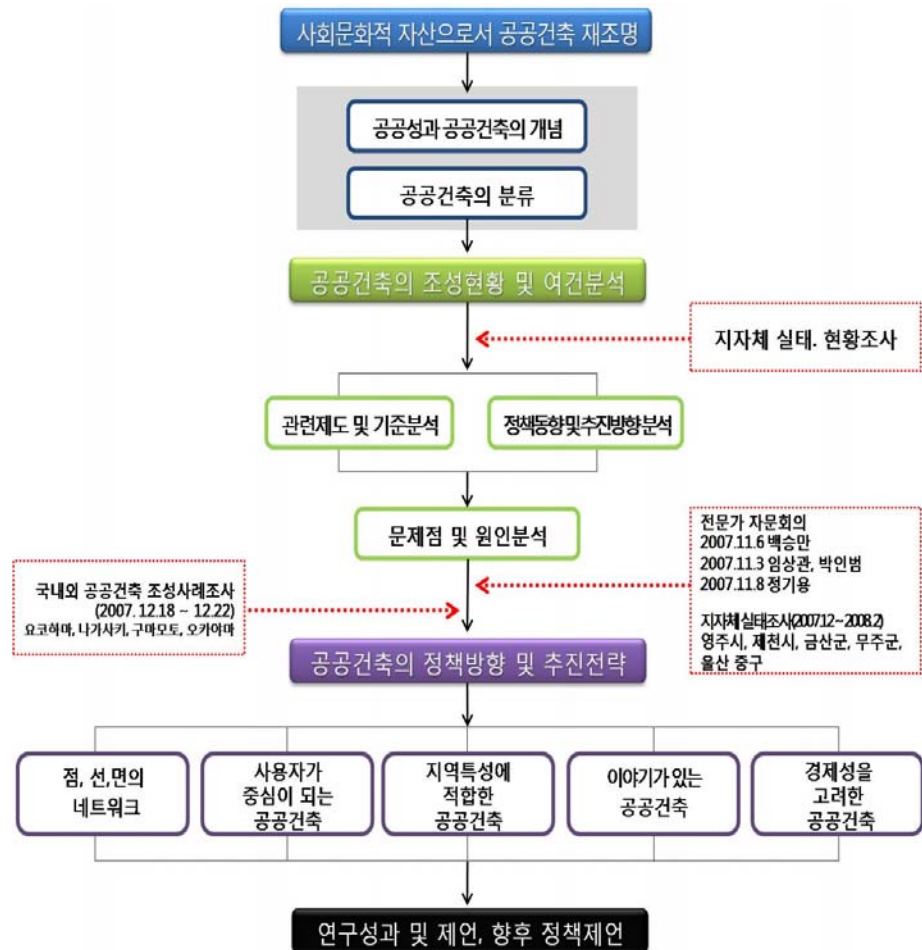 사회문화적 자산으로서 공공건축 재조명
공공성과 공공건축의 개념
공공건축의 분류
공공건축의 조성현황 및 여건분석
지자체 실태. 현황조사
관련제도 및 기준분석
정책동향및추진방향 분석
문제점 및 원인분석
전문가 자문회의
2007.11.6 백승만
2007.11.3 임상관, 박인범
2007.11.8 정기용
지자체 실태조사(2007.12 ~ 2008.2)
영주시, 제천시, 금산군, 무주군,
울산 중구
국내외 공공건축 조성사례조사
(2007. 12.18 ~ 12.22)
요코하마, 나가사키, 구마모토, 오카야마
공공건축의 정책방향 및 추진전략
점, 선,면의
네트워크
사용자가
중심이 되는
공공건축
지역특성에
적합한
공공건축
이야기가 있는
공공건축
경제성을
고려한
공공건축
연구성과 및 제언, 향후 정책제언